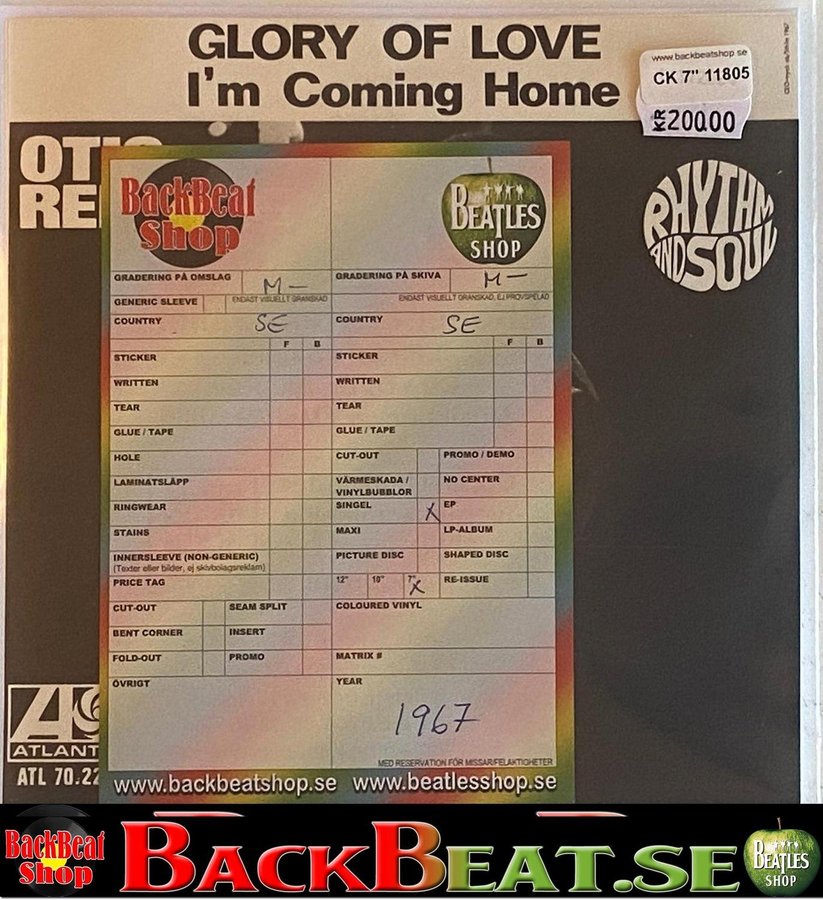 GLORY OF LOVE
I'm Coming Home
www.backbeatshop se
CK 7" 11805
KR 200.00
OTIS
RE
RHYTHM
AND SOUL
BackBeat
Shop
BEATLES
SHOP
GRADERING PÅ OMSLAG M-
GRADERING PÅ SKIVA M-
GENERIC SLEEVE ENDAST VISUELLT GRANSKAD
ENDAST VISUELLT GRANSKAD, EJ PROVSPELAD
COUNTRY SE
COUNTRY SE
F B
F B
STICKER
STICKER
WRITTEN
WRITTEN
TEAR
TEAR
GLUE / TAPE
GLUE / TAPE
HOLE
CUT-OUT
PROMO / DEMO
LAMINATSLÄPP
VÄRMESKADA /
VINYLBUBBLOR
NO CENTER
RINGWEAR
SINGEL X
EP
STAINS
MAXI
LP-ALBUM
INNERSLEEVE (NON-GENERIC)
(Texter eller bilder, ej skivbolagsreklam)
PICTURE DISC
SHAPED DISC
PRICE TAG
12" 10" 7" X
RE-ISSUE
CUT-OUT
SEAM SPLIT
COLOURED VINYL
BENT CORNER
INSERT
FOLD-OUT
PROMO
MATRIX #
ÖVRIGT
YEAR
1967
MED RESERVATION FÖR MISSAR/FELAKTIGHETER
www.backbeatshop.se www.beatlesshop.se
ATLANT
ATL 70.22
BackBeat
Shop
BACKBEAT.SE
BEATLES
SHOP